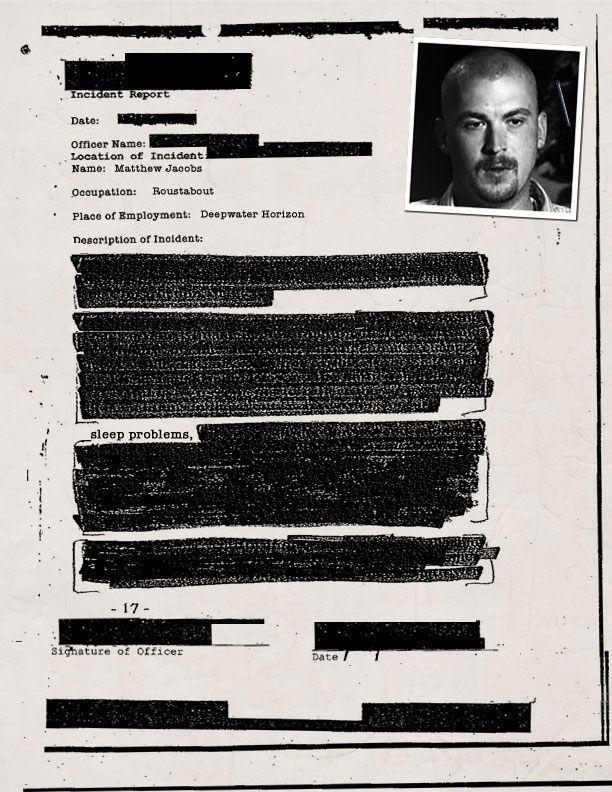 Incident Report
Date:
Officer Name:
Location of Incident:
Name: Matthew Jacobs
Occupation: Roustabout
Place of Employment: Deepwater Horizon
Description of Incident:
sleep problems,
- 17 -
Signature of Officer
Date / /